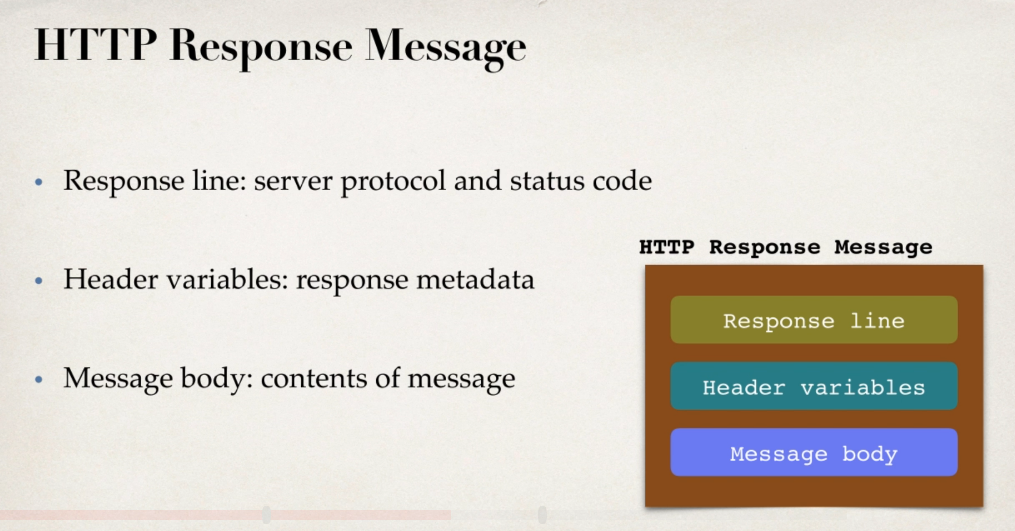 HTTP Response Message
• Response line: server protocol and status code
• Header variables: response metadata
• Message body: contents of message
HTTP Response Message
Response line
Header variables
Message body